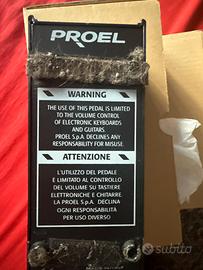 PROEL
WARNING
THE USE OF THIS PEDAL IS LIMITED
TO THE VOLUME CONTROL
OF ELECTRONIC KEYBOARDS
AND GUITARS.
PROEL S.p.A. DECLINES ANY
RESPONSABILITY FOR MISUSE.
ATTENZIONE
L'UTILIZZO DEL PEDALE
E LIMITATO AL CONTROLLO
DEL VOLUME SU TASTIERE
ELETTRONICHE E CHITARRE
LA PROEL S.p.A. DECLINA
OGNI RESPONSABILITÀ
PER USO DIVERSO
subito